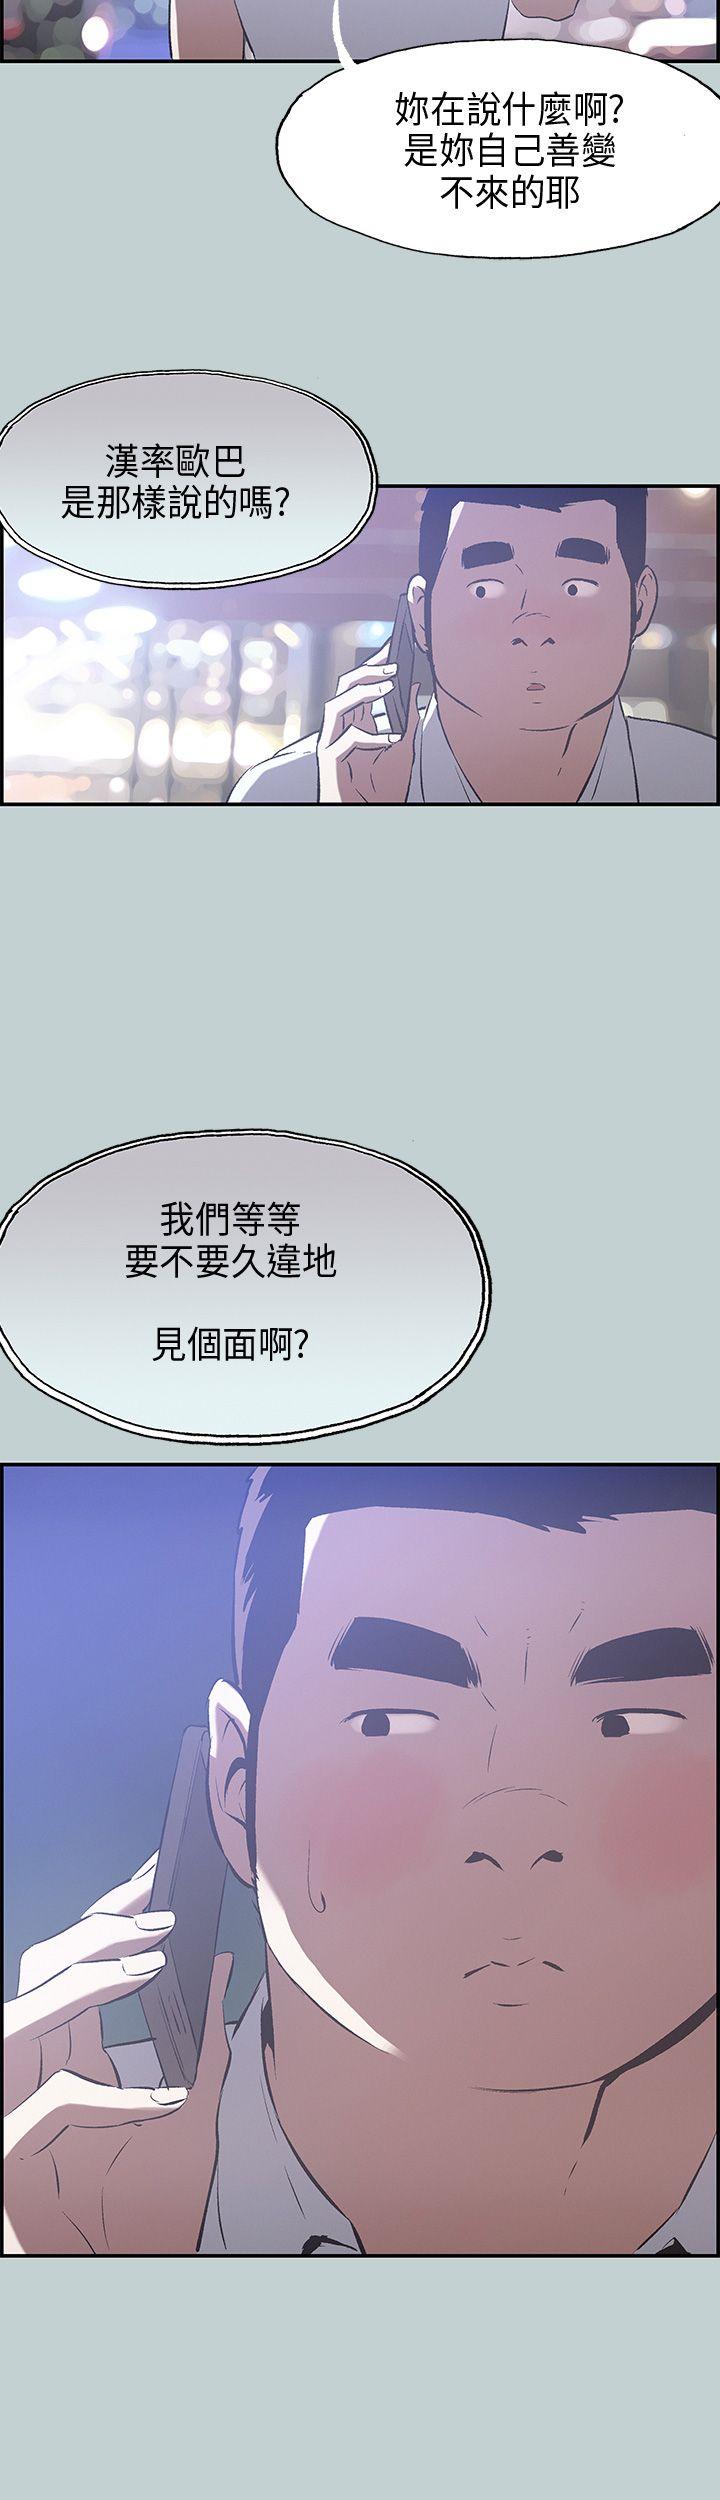 妳在說什麼啊?
是妳自己善變
不來的耶
漢率歐巴
是那樣說的嗎?
我們等等
要不要久違地
見個面啊?